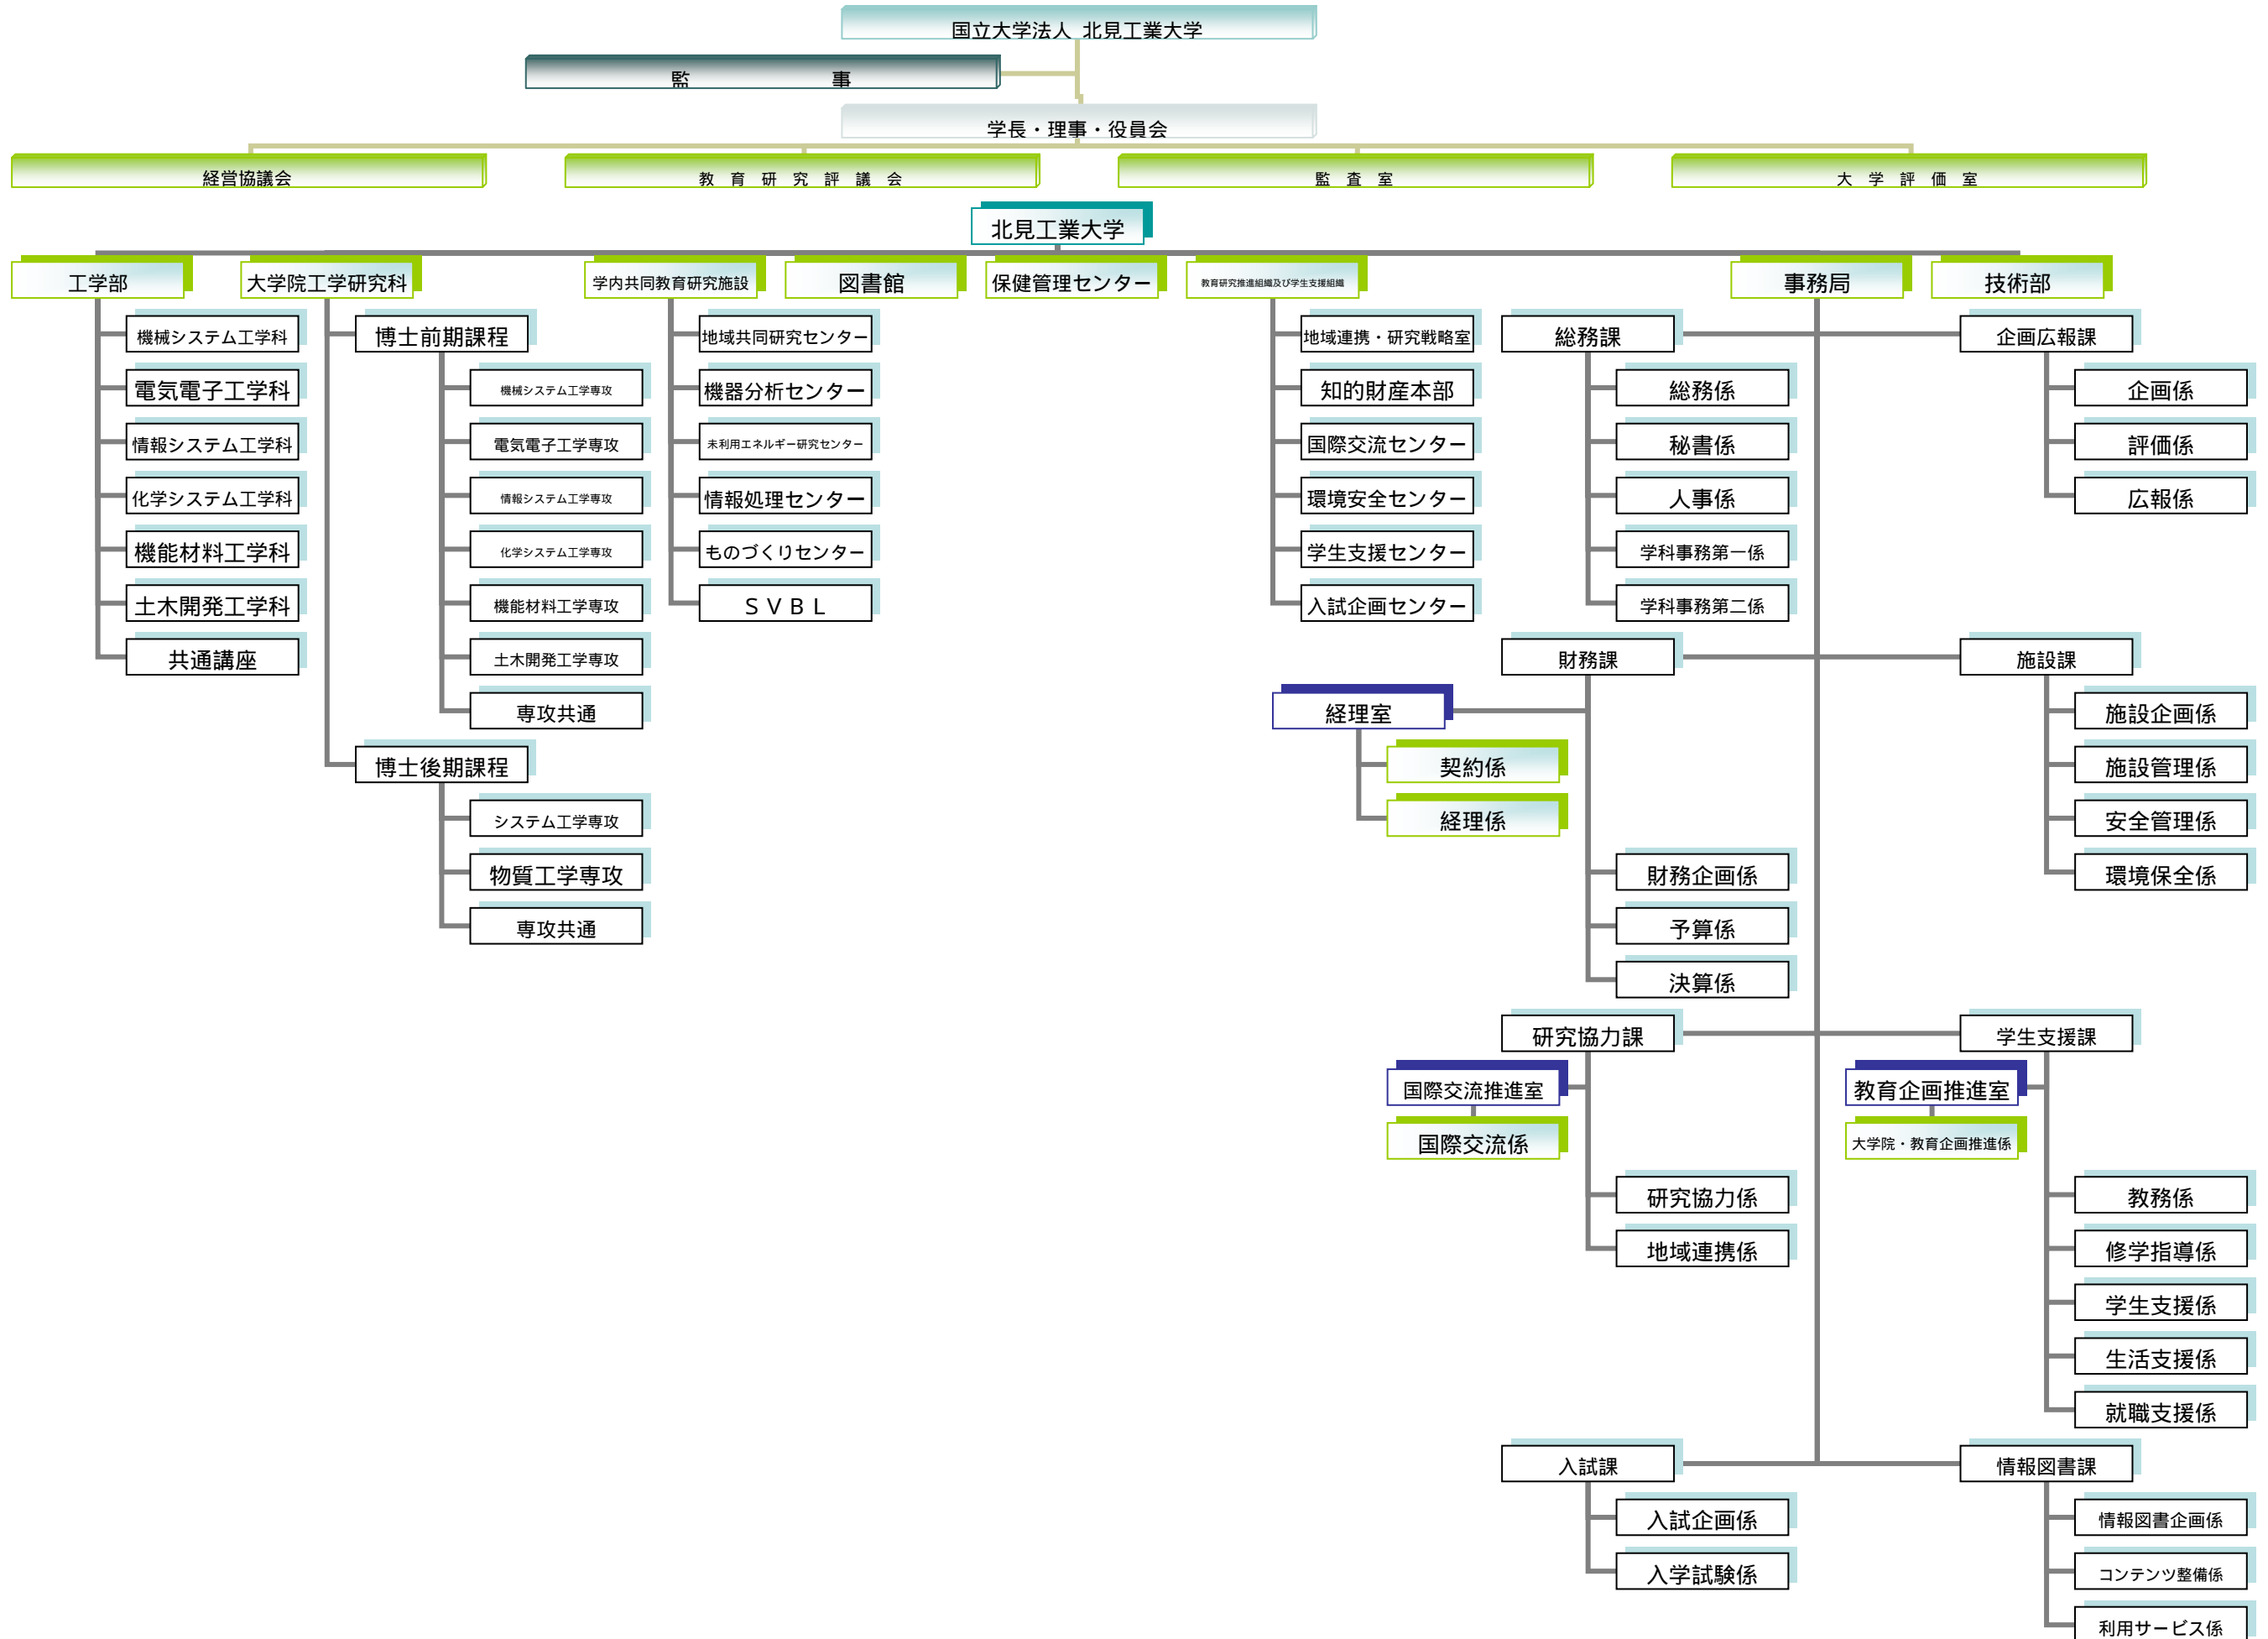 国立大学法人 北見工業大学
監　　　　　　　事
学長・理事・役員会
経営協議会
教　育　研　究　評　議　会
監　査　室
大　学　評　価　室
北見工業大学
工学部
大学院工学研究科
学内共同教育研究施設
図書館
保健管理センター
教育研究推進組織及び学生支援組織
事務局
技術部
機械システム工学科
電気電子工学科
情報システム工学科
化学システム工学科
機能材料工学科
土木開発工学科
共通講座
博士前期課程
機械システム工学専攻
電気電子工学専攻
情報システム工学専攻
化学システム工学専攻
機能材料工学専攻
土木開発工学専攻
専攻共通
博士後期課程
システム工学専攻
物質工学専攻
専攻共通
地域共同研究センター
機器分析センター
未利用エネルギー研究センター
情報処理センター
ものづくりセンター
ＳＶＢＬ
地域連携・研究戦略室
知的財産本部
国際交流センター
環境安全センター
学生支援センター
入試企画センター
総務課
総務係
秘書係
人事係
学科事務第一係
学科事務第二係
企画広報課
企画係
評価係
広報係
財務課
経理室
契約係
経理係
財務企画係
予算係
決算係
施設課
施設企画係
施設管理係
安全管理係
環境保全係
研究協力課
国際交流推進室
国際交流係
研究協力係
地域連携係
学生支援課
教育企画推進室
大学院・教育企画推進係
教務係
修学指導係
学生支援係
生活支援係
就職支援係
入試課
入試企画係
入学試験係
情報図書課
情報図書企画係
コンテンツ整備係
利用サービス係